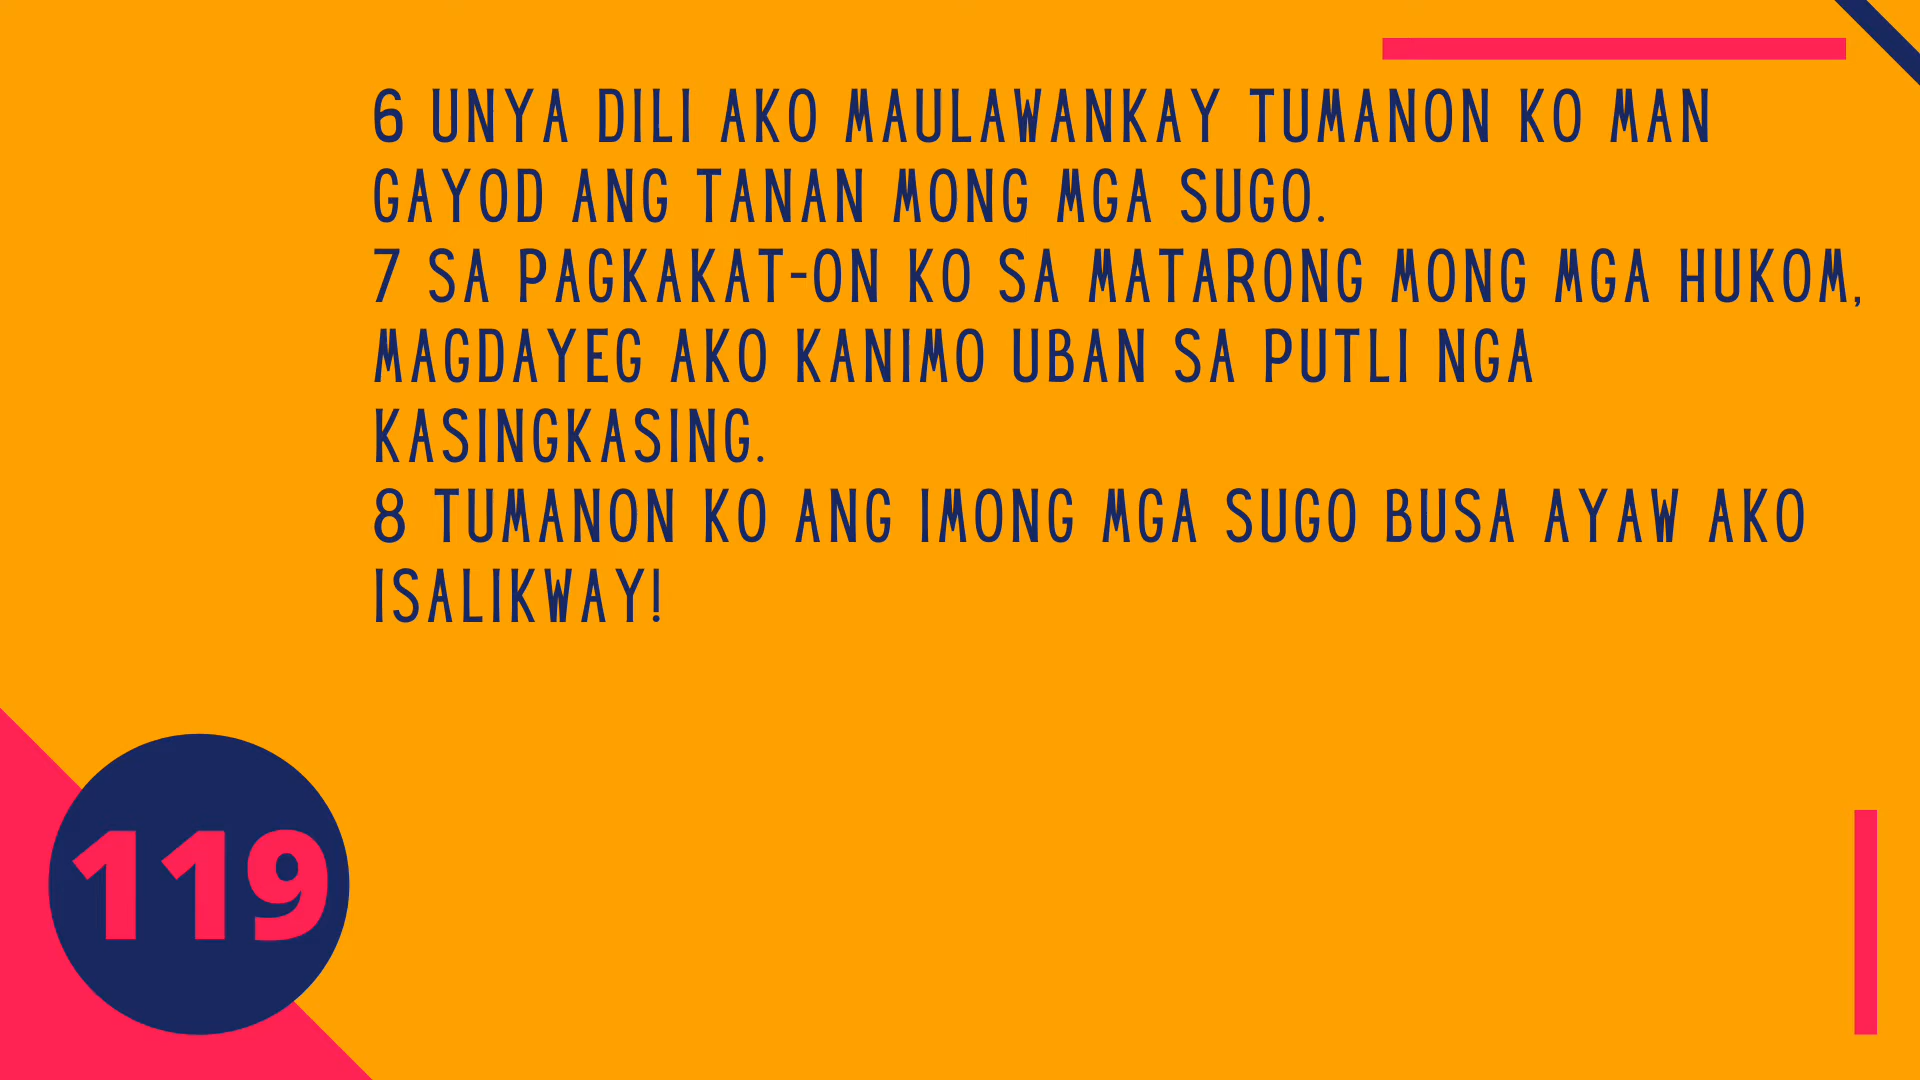 6 UNYA DILI AKO MAULAWANKAY TUMANON KO MAN
GAYOD ANG TANAN MONG MGA SUGO.
7 SA PAGKAKAT-ON KO SA MATARONG MONG MGA HUKOM,
MAGDAYEG AKO KANIMO UBAN SA PUTLI NGA
KASINGKASING.
8 TUMANON KO ANG IMONG MGA SUGO BUSA AYAW AKO
ISALIKWAY!
119